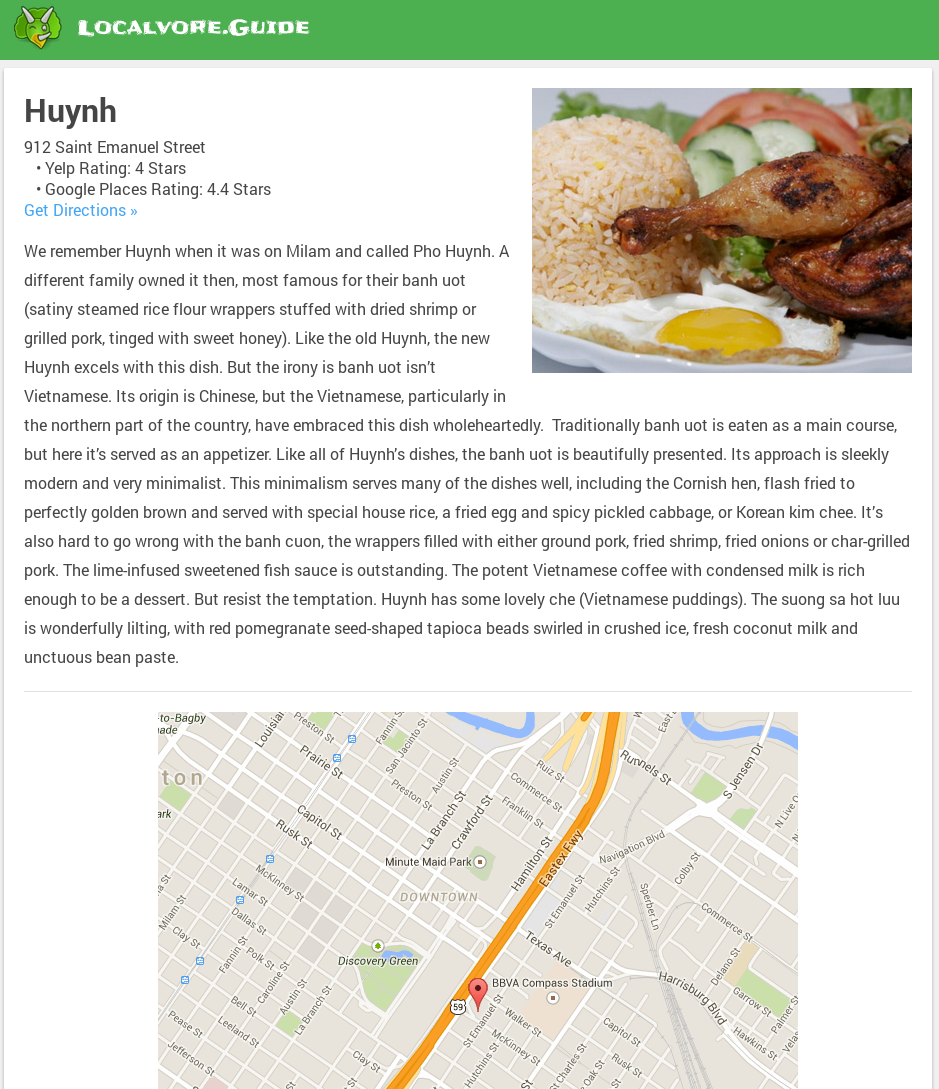 Localvore.Guide
Huynh
912 Saint Emanuel Street
• Yelp Rating: 4 Stars
• Google Places Rating: 4.4 Stars
Get Directions »
We remember Huynh when it was on Milam and called Pho Huynh. A
different family owned it then, most famous for their banh uot
(satiny steamed rice flour wrappers stuffed with dried shrimp or
grilled pork, tinged with sweet honey). Like the old Huynh, the new
Huynh excels with this dish. But the irony is banh uot isn’t
Vietnamese. Its origin is Chinese, but the Vietnamese, particularly in
the northern part of the country, have embraced this dish wholeheartedly.  Traditionally banh uot is eaten as a main course,
but here it’s served as an appetizer. Like all of Huynh’s dishes, the banh uot is beautifully presented. Its approach is sleekly
modern and very minimalist. This minimalism serves many of the dishes well, including the Cornish hen, flash fried to
perfectly golden brown and served with special house rice, a fried egg and spicy pickled cabbage, or Korean kim chee. It’s
also hard to go wrong with the banh cuon, the wrappers filled with either ground pork, fried shrimp, fried onions or char-grilled
pork. The lime-infused sweetened fish sauce is outstanding. The potent Vietnamese coffee with condensed milk is rich
enough to be a dessert. But resist the temptation. Huynh has some lovely che (Vietnamese puddings). The suong sa hot luu
is wonderfully lilting, with red pomegranate seed-shaped tapioca beads swirled in crushed ice, fresh coconut milk and
unctuous bean paste.
-to-Bagby
ade
Louisia
Preston St
Fannin S
San Jacinto St
Prairie St
Austin St
Preston St
Ruiz St
Commerce St
Franklin St
Runnels St
East
S Jensen Dr
N Live O
ton
ark
Capitol St
Rusk St
La Branch St
Crawford St
Hamilton St
Eastex Fwy
Navigation Blvd
Colby St
Minute Maid Park
DOWNTOWN
McKinney St
Lamar St
Dallas St
Milam St
Clay St
Fannin St
Polk St
Caroline St
Austin St
La Branch St
Bell St
Leeland St
Pease St
Jefferson St
St Emanuel St
Hutchins St
Sperber Ln
Commerce St
Texas Ave
Delano St
Garrow St
Palmer S
Hawkins St
Velas
Harrisburg Blvd
Discovery Green
BBVA Compass Stadium
59
St Emanuel St
Walker St
McKinney St
Capitol St
Rusk St
Clay St
Hutchins St
St Charles St
Oak St